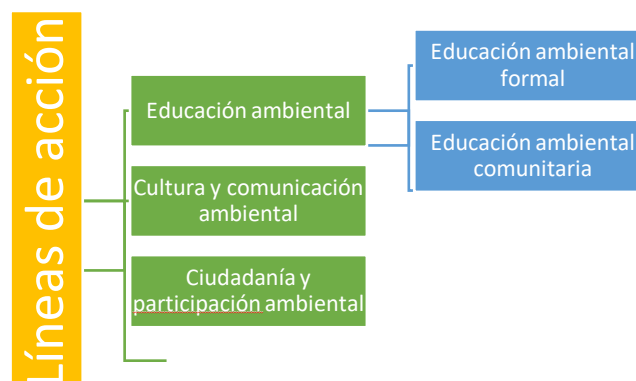 Líneas de acción
Educación ambiental
Cultura y comunicación
ambiental
Ciudadanía y
participación ambiental
Educación ambiental
formal
Educación ambiental
comunitaria